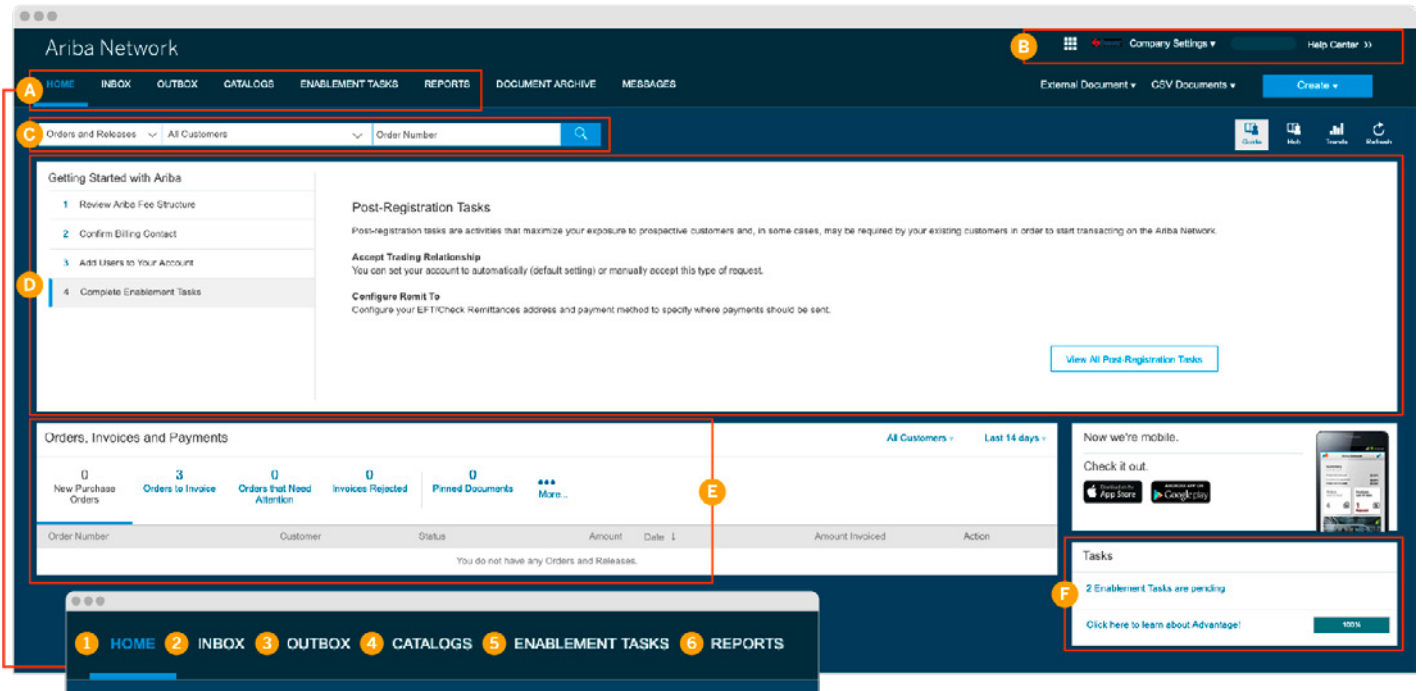 Ariba Network
B
Company Settings
Help Center »
A
HOME INBOX OUTBOX CATALOGS ENABLEMENT TASKS REPORTS DOCUMENT ARCHIVE MESSAGES
External Document CSV Documents Create
C
Orders and Releases All Customers Order Number
Guide Hub Trends Refresh
Getting Started with Ariba
1 Review Ariba Fee Structure
2 Confirm Billing Contact
3 Add Users to Your Account
D
4 Complete Enablement Tasks
Post-Registration Tasks
Post-registration tasks are activities that maximize your exposure to prospective customers and, in some cases, may be required by your existing customers in order to start transacting on the Ariba Network.
Accept Trading Relationship
You can set your account to automatically (default setting) or manually accept this type of request.
Configure Remit To
Configure your EFT/Check Remittances address and payment method to specify where payments should be sent.
View All Post-Registration Tasks
Orders, Invoices and Payments
All Customers Last 14 days
0 New Purchase Orders
3 Orders to Invoice
0 Orders that Need Attention
0 Invoices Rejected
0 Pinned Documents
More...
E
Order Number Customer Status Amount Date ↓ Amount Invoiced Action
You do not have any Orders and Releases.
Now we're mobile.
Check it out.
App Store
Google play
Tasks
F
2 Enablement Tasks are pending
Click here to learn about Advantage! 100%
1 HOME 2 INBOX 3 OUTBOX 4 CATALOGS 5 ENABLEMENT TASKS 6 REPORTS